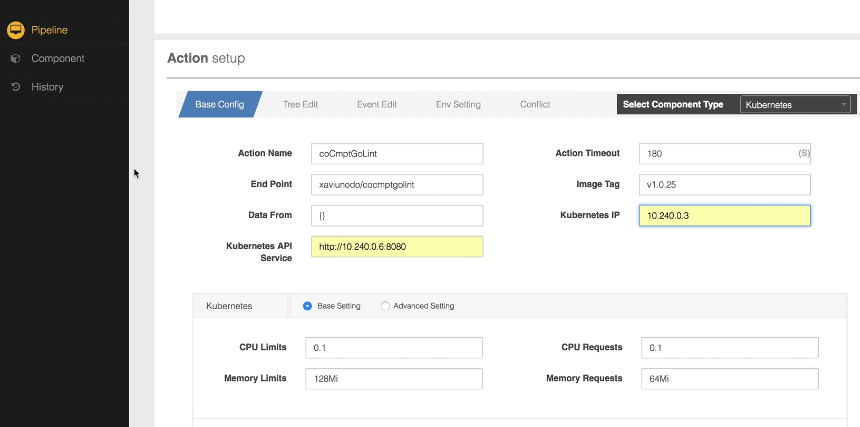 Pipeline
Component
History
Action setup
Base Config Tree Edit Event Edit Env Setting Conflict Select Component Type Kubernetes
Action Name coCmptGoLint Action Timeout 180 (S)
End Point xaviunodo/cocmptgolint Image Tag v1.0.25
Data From {} Kubernetes IP 10.240.0.3
Kubernetes API http://10.240.0.6:8080
Service
Kubernetes Base Setting Advanced Setting
CPU Limits 0.1 CPU Requests 0.1
Memory Limits 128Mi Memory Requests 64Mi